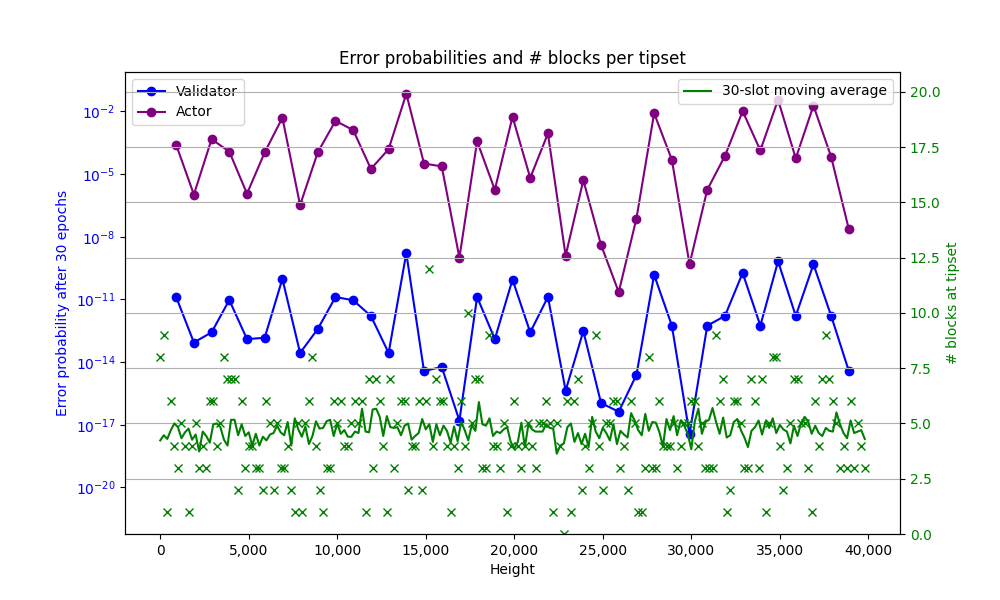 Error probabilities and # blocks per tipset
Validator
Actor
30-slot moving average
Error probability after 30 epochs
10⁻²
10⁻⁵
10⁻⁸
10⁻¹¹
10⁻¹⁴
10⁻¹⁷
10⁻²⁰
20.0
17.5
15.0
12.5
10.0
7.5
5.0
2.5
0.0
# blocks at tipset
0 5,000 10,000 15,000 20,000 25,000 30,000 35,000 40,000
Height